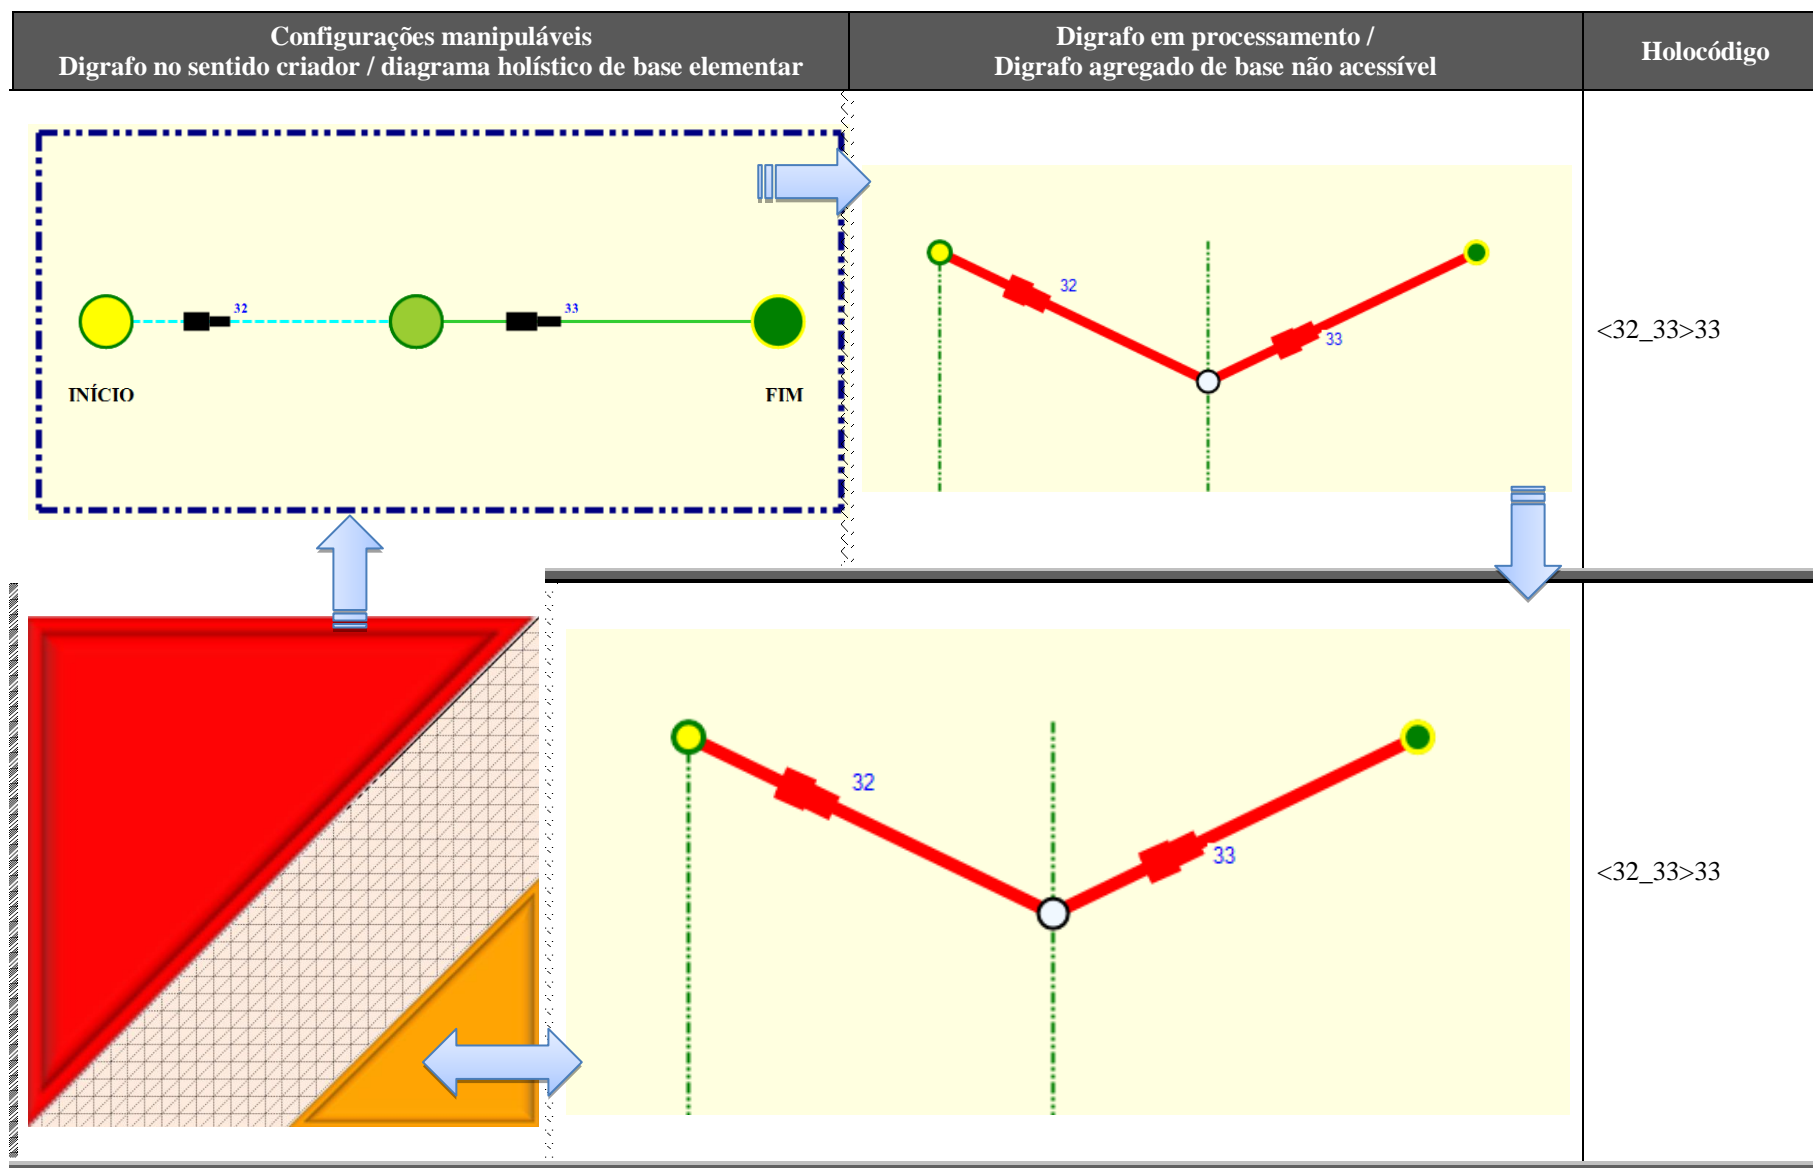 Configurações manipuláveis
Digrafo no sentido criador / diagrama holístico de base elementar
Digrafo em processamento /
Digrafo agregado de base não acessível
Holocódigo
32
33
INÍCIO
FIM
32
33
<32_33>33
32
33
<32_33>33